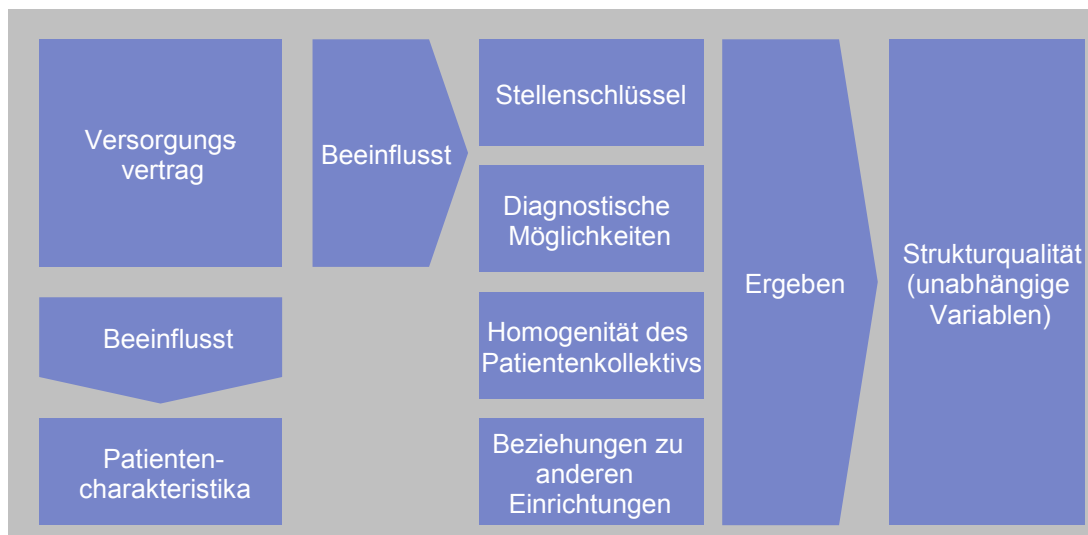 Versorgungs-
vertrag
Beeinflusst
Patienten-
charakteristika
Beeinflusst
Stellenschlüssel
Diagnostische
Möglichkeiten
Homogenität des
Patientenkollektivs
Beziehungen zu
anderen
Einrichtungen
Ergeben
Strukturqualität
(unabhängige
Variablen)